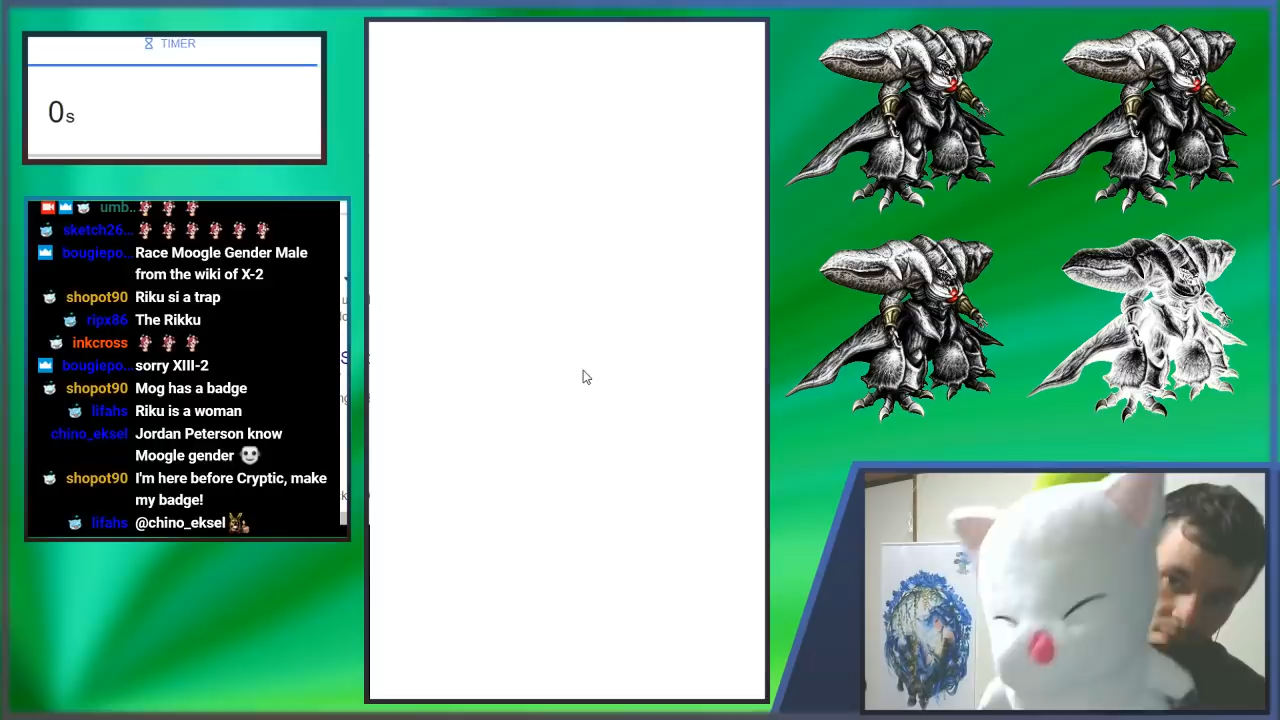 TIMER
0s
umb..
sketch26...
bougiepo... Race Moogle Gender Male
from the wiki of X-2
shopot90 Riku si a trap
ripx86 The Rikku
inkcross
bougiepo... sorry XIII-2
shopot90 Mog has a badge
lifahs Riku is a woman
chino_eksel Jordan Peterson know
Moogle gender
shopot90 I'm here before Cryptic, make
my badge!
lifahs @chino_eksel